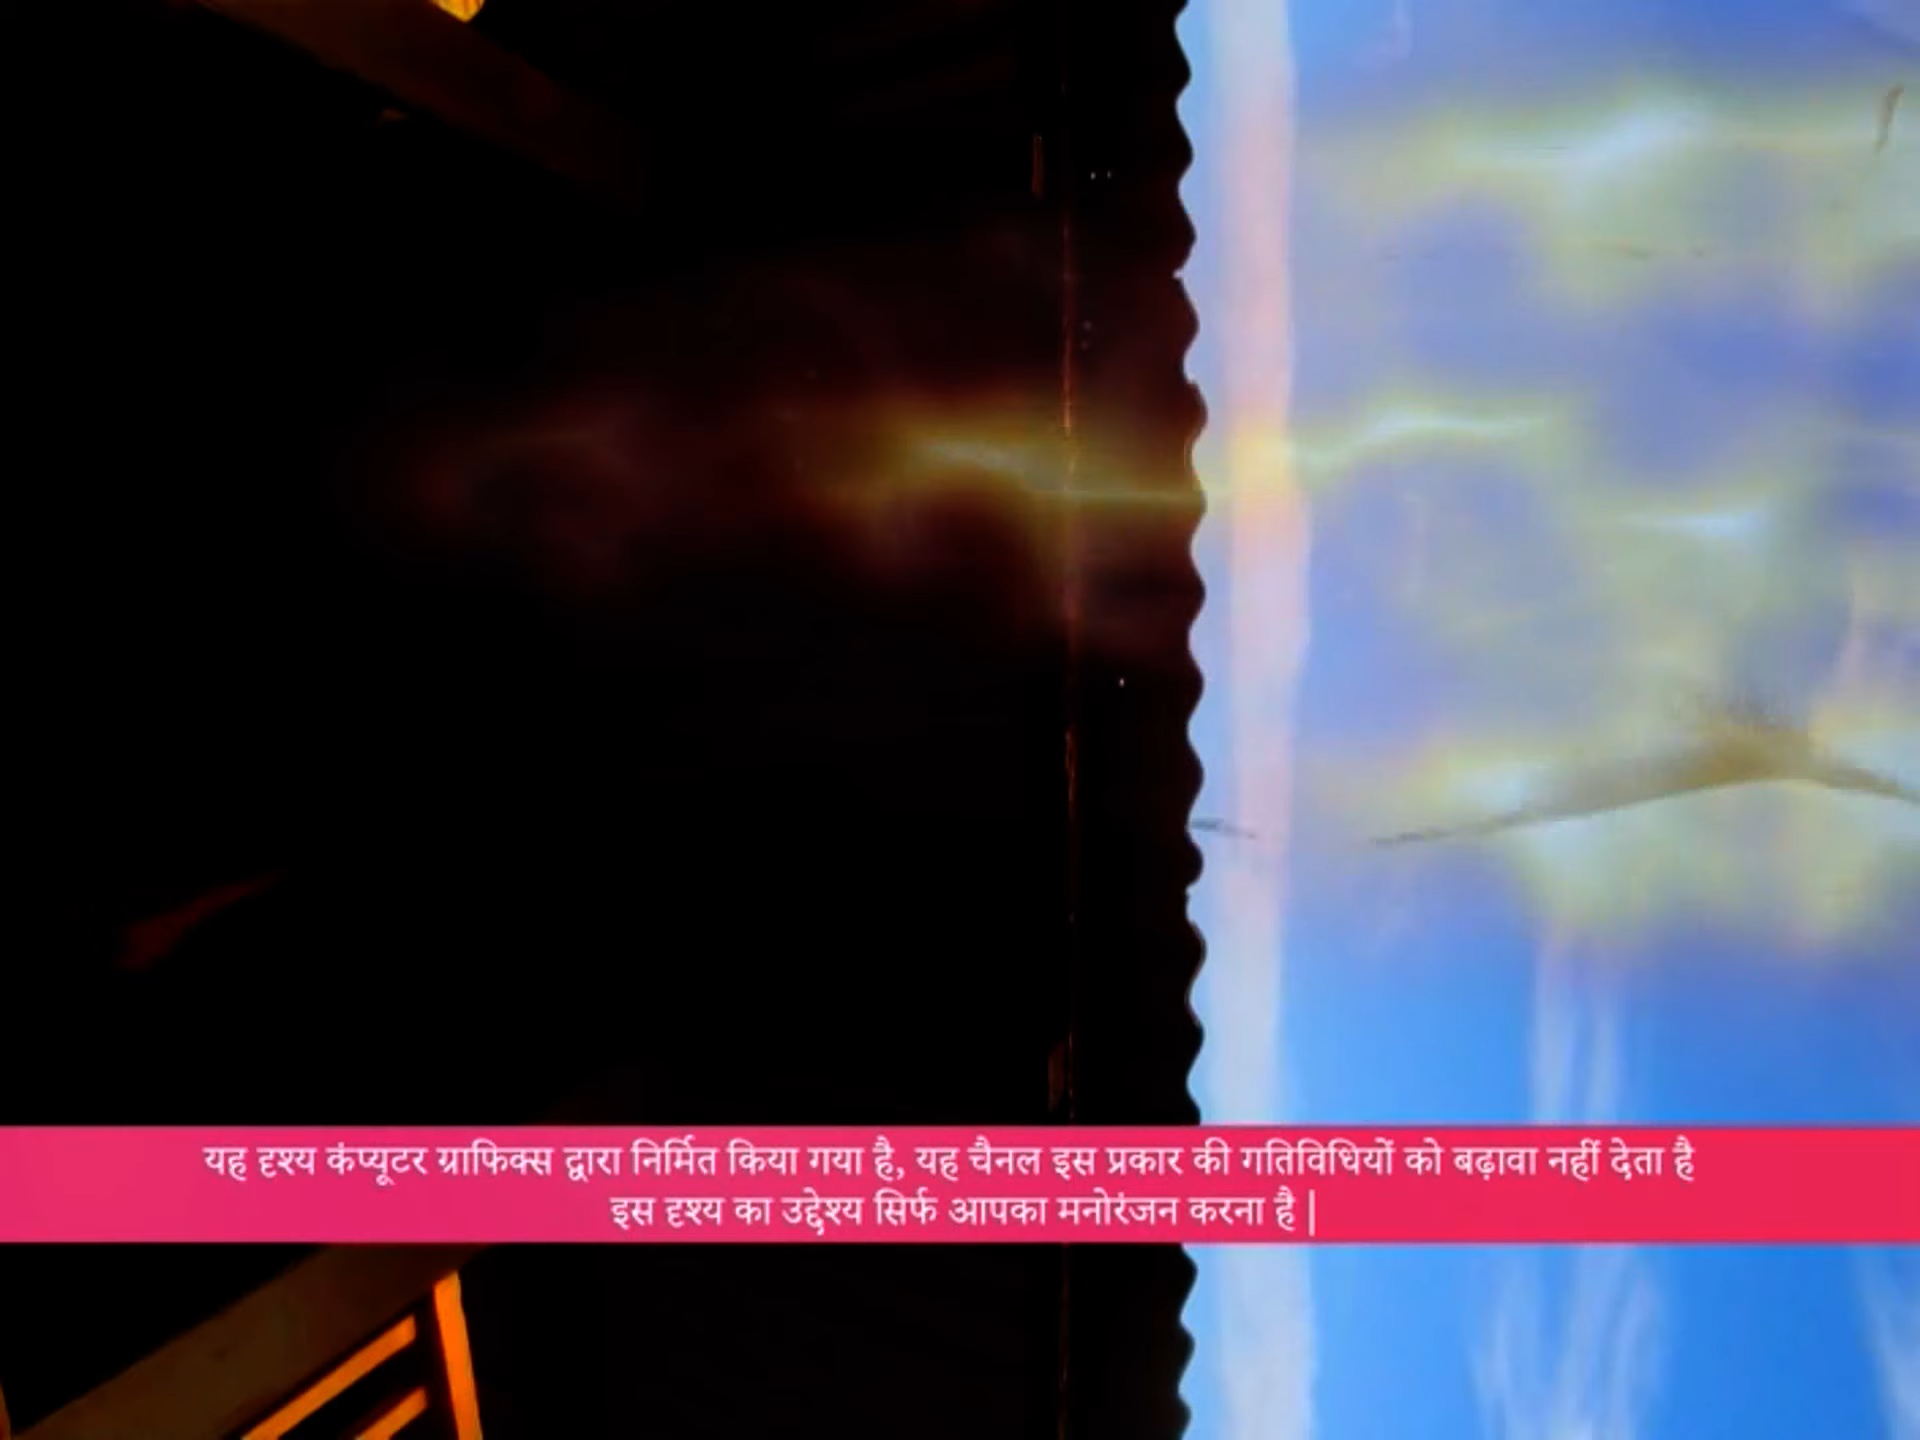 यह दृश्य कंप्यूटर ग्राफिक्स द्वारा निर्मित किया गया है, यह चैनल इस प्रकार की गतिविधियों को बढ़ावा नहीं देता है
इस दृश्य का उद्देश्य सिर्फ आपका मनोरंजन करना है |